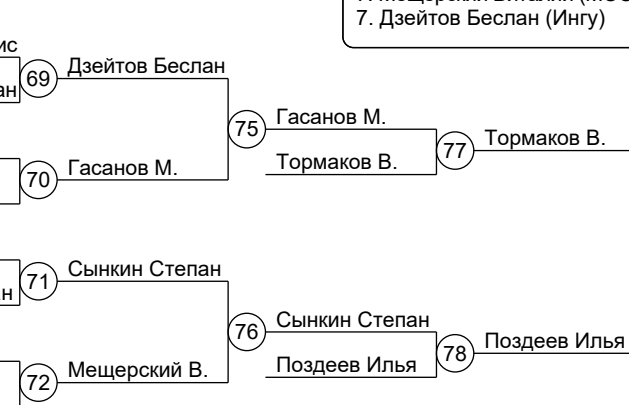 7. Дзейтов Беслан (Ингу)
69
Дзейтов Беслан
75
Гасанов М.
77
Тормаков В.
Тормаков В.
70
Гасанов М.
71
Сынкин Степан
76
Сынкин Степан
78
Поздеев Илья
Поздеев Илья
72
Мещерский В.